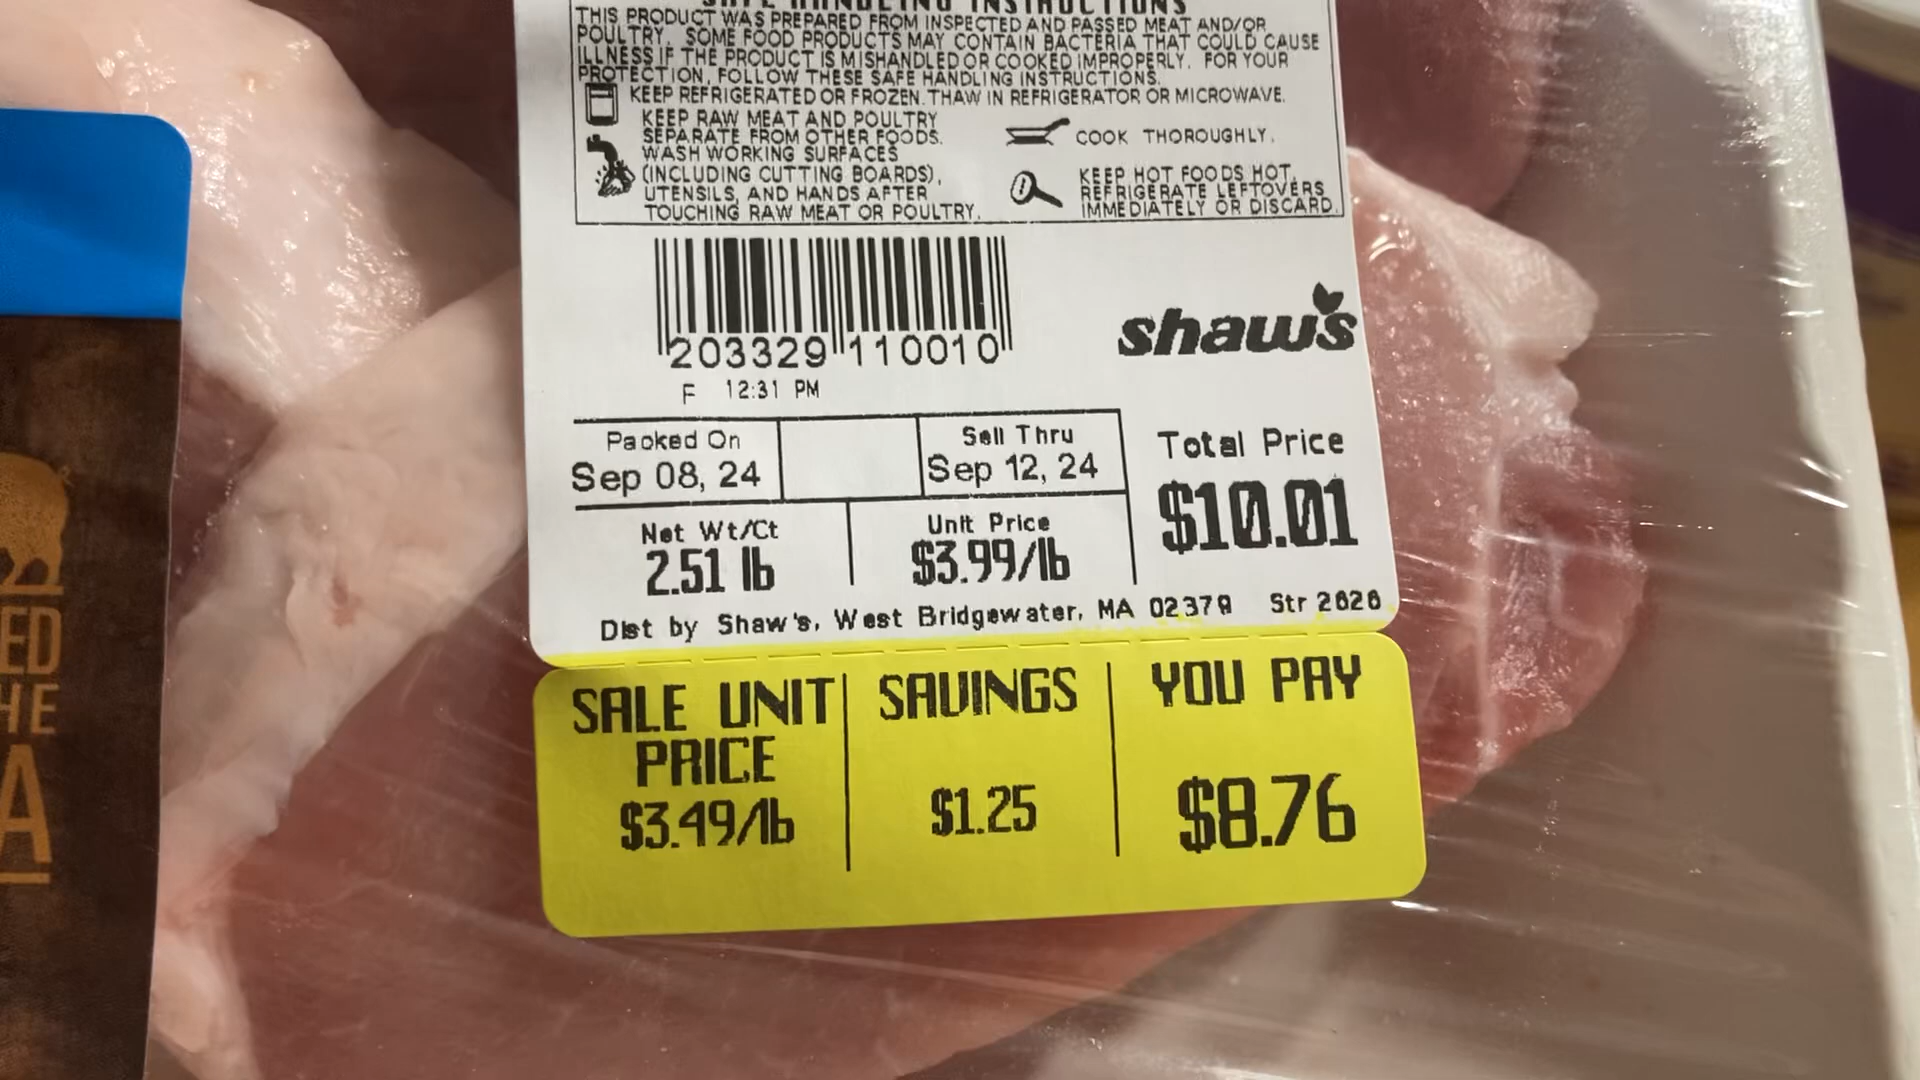 SAFE HANDLING INSTRUCTIONS
THIS PRODUCT WAS PREPARED FROM INSPECTED AND PASSED MEAT AND/OR
POULTRY. SOME FOOD PRODUCTS MAY CONTAIN BACTERIA THAT COULD CAUSE
ILLNESS IF THE PRODUCT IS MISHANDLED OR COOKED IMPROPERLY. FOR YOUR
PROTECTION, FOLLOW THESE SAFE HANDLING INSTRUCTIONS.
KEEP REFRIGERATED OR FROZEN. THAW IN REFRIGERATOR OR MICROWAVE.
KEEP RAW MEAT AND POULTRY
SEPARATE FROM OTHER FOODS.
WASH WORKING SURFACES
(INCLUDING CUTTING BOARDS),
UTENSILS, AND HANDS AFTER
TOUCHING RAW MEAT OR POULTRY.
COOK THOROUGHLY.
KEEP HOT FOODS HOT.
REFRIGERATE LEFTOVERS
IMMEDIATELY OR DISCARD.
203329 110010
F 12:31 PM
shaw's
Packed On
Sep 08, 24
Sell Thru
Sep 12, 24
Total Price
$10.01
Net Wt/Ct
2.51 lb
Unit Price
$3.99/lb
Dist by Shaw's, West Bridgewater, MA 02379 Str 2626
SALE UNIT
PRICE
$3.49/lb
SAVINGS
$1.25
YOU PAY
$8.76
ED
HE
A